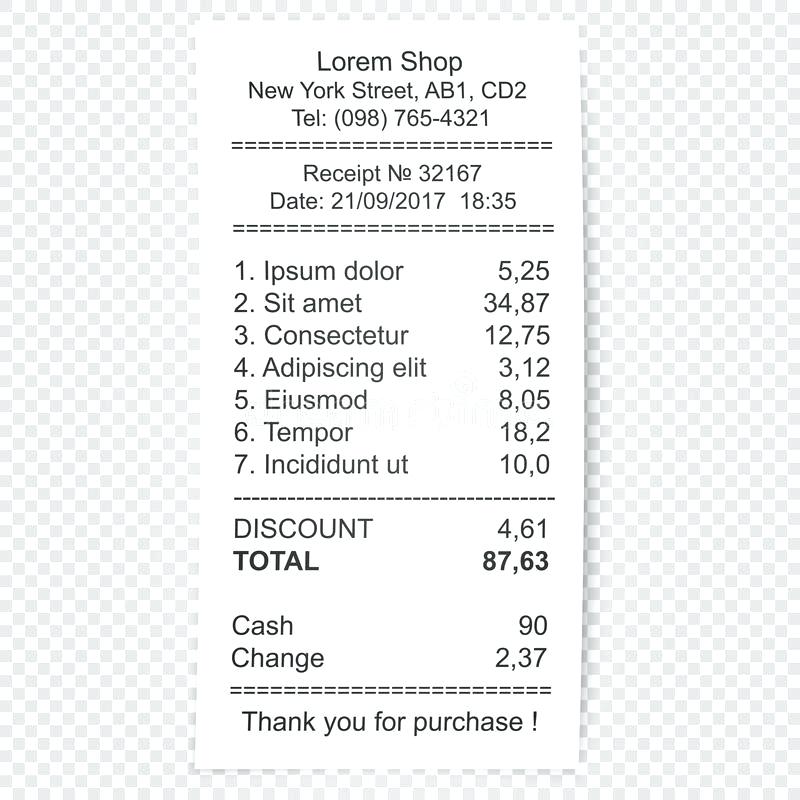 Lorem Shop
New York Street, AB1, CD2
Tel: (098) 765-4321
========================
Receipt № 32167
Date: 21/09/2017 18:35
========================
1. Ipsum dolor 5,25
2. Sit amet 34,87
3. Consectetur 12,75
4. Adipiscing elit 3,12
5. Eiusmod 8,05
6. Tempor 18,2
7. Incididunt ut 10,0
-----------------------------------
DISCOUNT 4,61
TOTAL 87,63
Cash 90
Change 2,37
========================
Thank you for purchase !